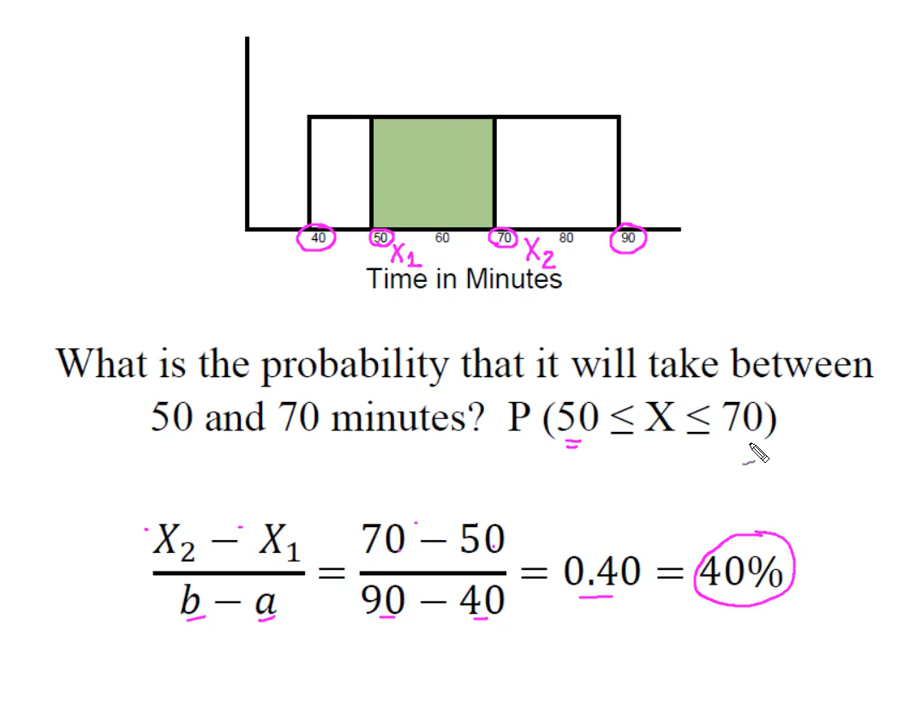 40 50 60 70 80 90
X1 X2
Time in Minutes
What is the probability that it will take between
50 and 70 minutes? P (50 ≤ X ≤ 70)
X₂ − X₁ / b − a = 70 − 50 / 90 − 40 = 0.40 = 40%